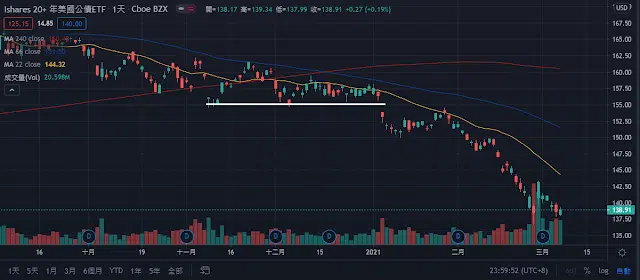 Ishares 20+ 年美國公債ETF · 1天 · Cboe BZX 開=138.17 高=139.34 低=137.99 收=138.91 +0.27 (+0.19%)
125.15 14.85 140.00
MA 240 close
MA 66 close
MA 22 close 144.32
成交量(Vol) 20.598M
USD
167.50
165.00
162.50
160.00
157.50
155.00
152.50
150.00
147.50
145.00
142.50
140.00
138.91
137.50
135.00
D D D D D D
16 十月 19 十一月 16 十二月 15 2021 18 二月 16 三月 15
1天 5天 1月 3月 6個月 YTD 1年 5年 全部
23:59:52 (UTC+8) % log 自動